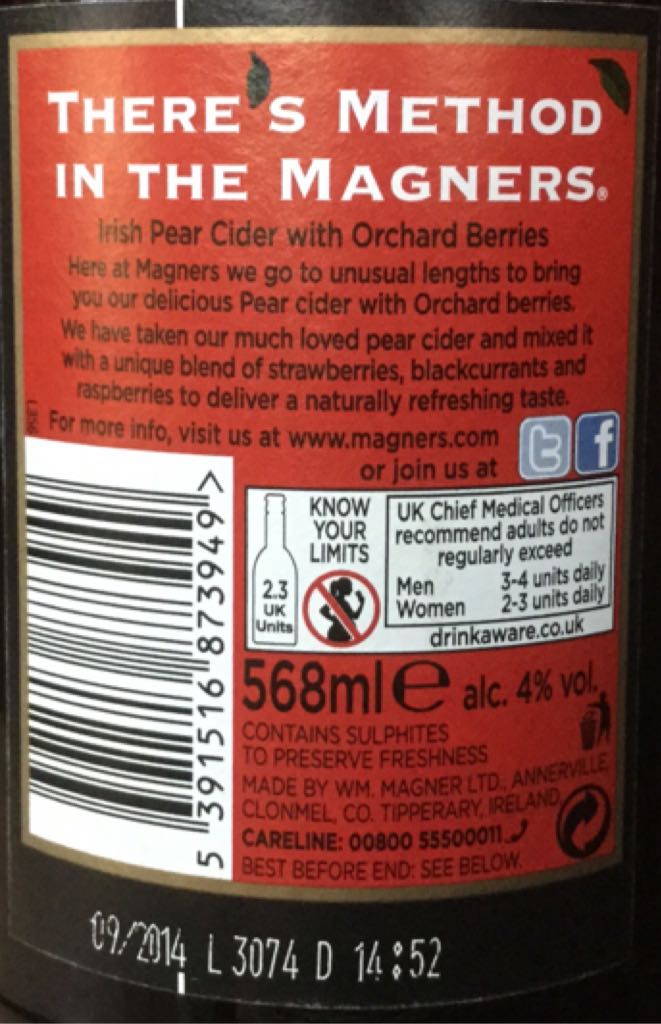 THERE'S METHOD
IN THE MAGNERS®
Irish Pear Cider with Orchard Berries
Here at Magners we go to unusual lengths to bring
you our delicious Pear cider with Orchard berries.
We have taken our much loved pear cider and mixed it
with a unique blend of strawberries, blackcurrants and
raspberries to deliver a naturally refreshing taste.
For more info, visit us at www.magners.com
or join us at
t f
KNOW
YOUR
LIMITS
2.3
UK
Units
UK Chief Medical Officers
recommend adults do not
regularly exceed
Men 3-4 units daily
Women 2-3 units daily
drinkaware.co.uk
568ml e alc. 4% vol.
CONTAINS SULPHITES
TO PRESERVE FRESHNESS
MADE BY WM. MAGNER LTD., ANNERVILLE,
CLONMEL, CO. TIPPERARY, IRELAND
CARELINE: 00800 55500011
BEST BEFORE END: SEE BELOW.
5 391516 873949 >
09/2014 L 3074 D 14:52